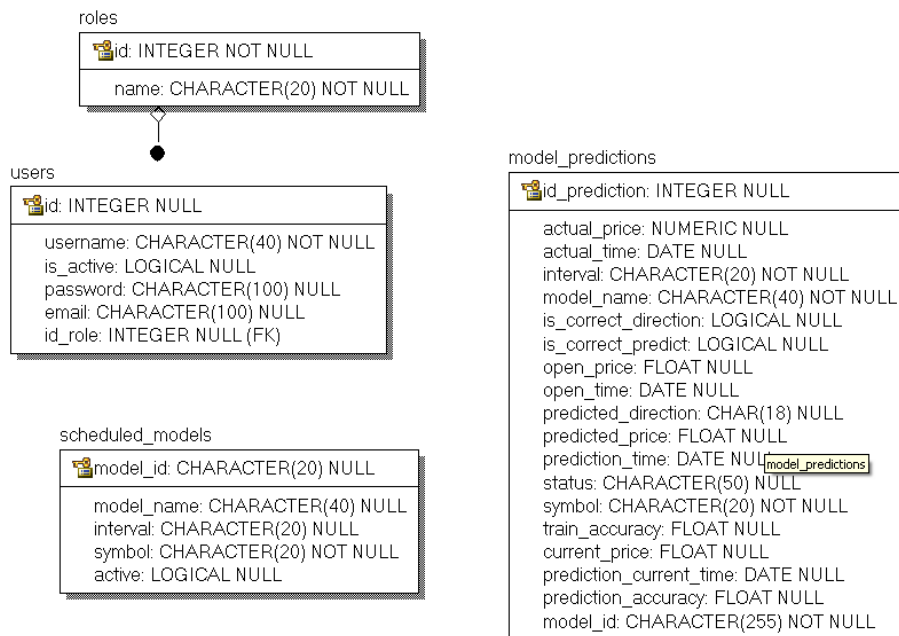 roles
id: INTEGER NOT NULL
name: CHARACTER(20) NOT NULL
users
id: INTEGER NULL
username: CHARACTER(40) NOT NULL
is_active: LOGICAL NULL
password: CHARACTER(100) NULL
email: CHARACTER(100) NULL
id_role: INTEGER NULL (FK)
scheduled_models
model_id: CHARACTER(20) NULL
model_name: CHARACTER(40) NULL
interval: CHARACTER(20) NULL
symbol: CHARACTER(20) NOT NULL
active: LOGICAL NULL
model_predictions
id_prediction: INTEGER NULL
actual_price: NUMERIC NULL
actual_time: DATE NULL
interval: CHARACTER(20) NOT NULL
model_name: CHARACTER(40) NOT NULL
is_correct_direction: LOGICAL NULL
is_correct_predict: LOGICAL NULL
open_price: FLOAT NULL
open_time: DATE NULL
predicted_direction: CHAR(18) NULL
predicted_price: FLOAT NULL
prediction_time: DATE NULL
model_predictions
status: CHARACTER(50) NULL
symbol: CHARACTER(20) NOT NULL
train_accuracy: FLOAT NULL
current_price: FLOAT NULL
prediction_current_time: DATE NULL
prediction_accuracy: FLOAT NULL
model_id: CHARACTER(255) NOT NULL